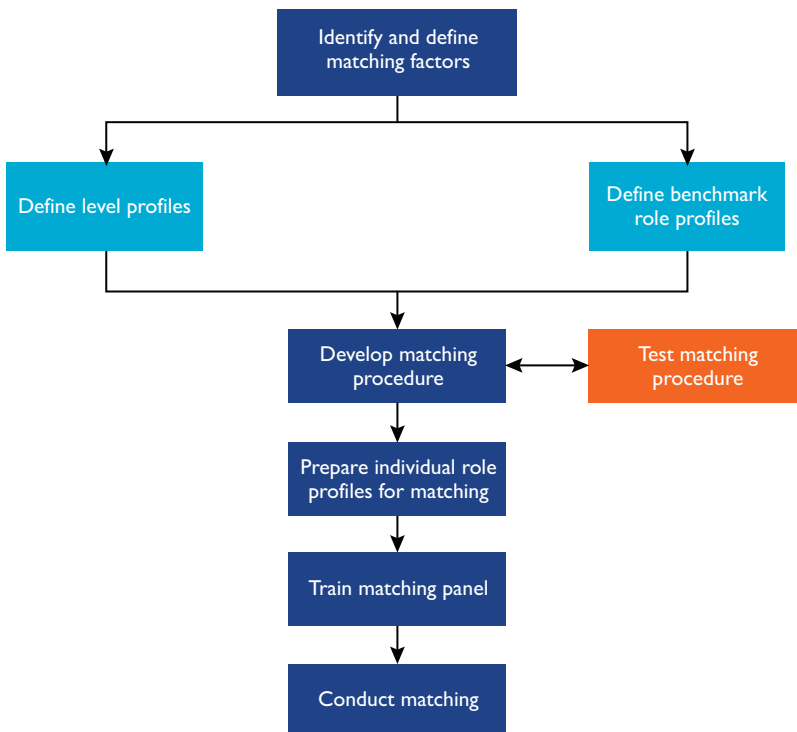 Identify and define
matching factors
Define level profiles
Define benchmark
role profiles
Develop matching
procedure
Test matching
procedure
Prepare individual role
profiles for matching
Train matching panel
Conduct matching